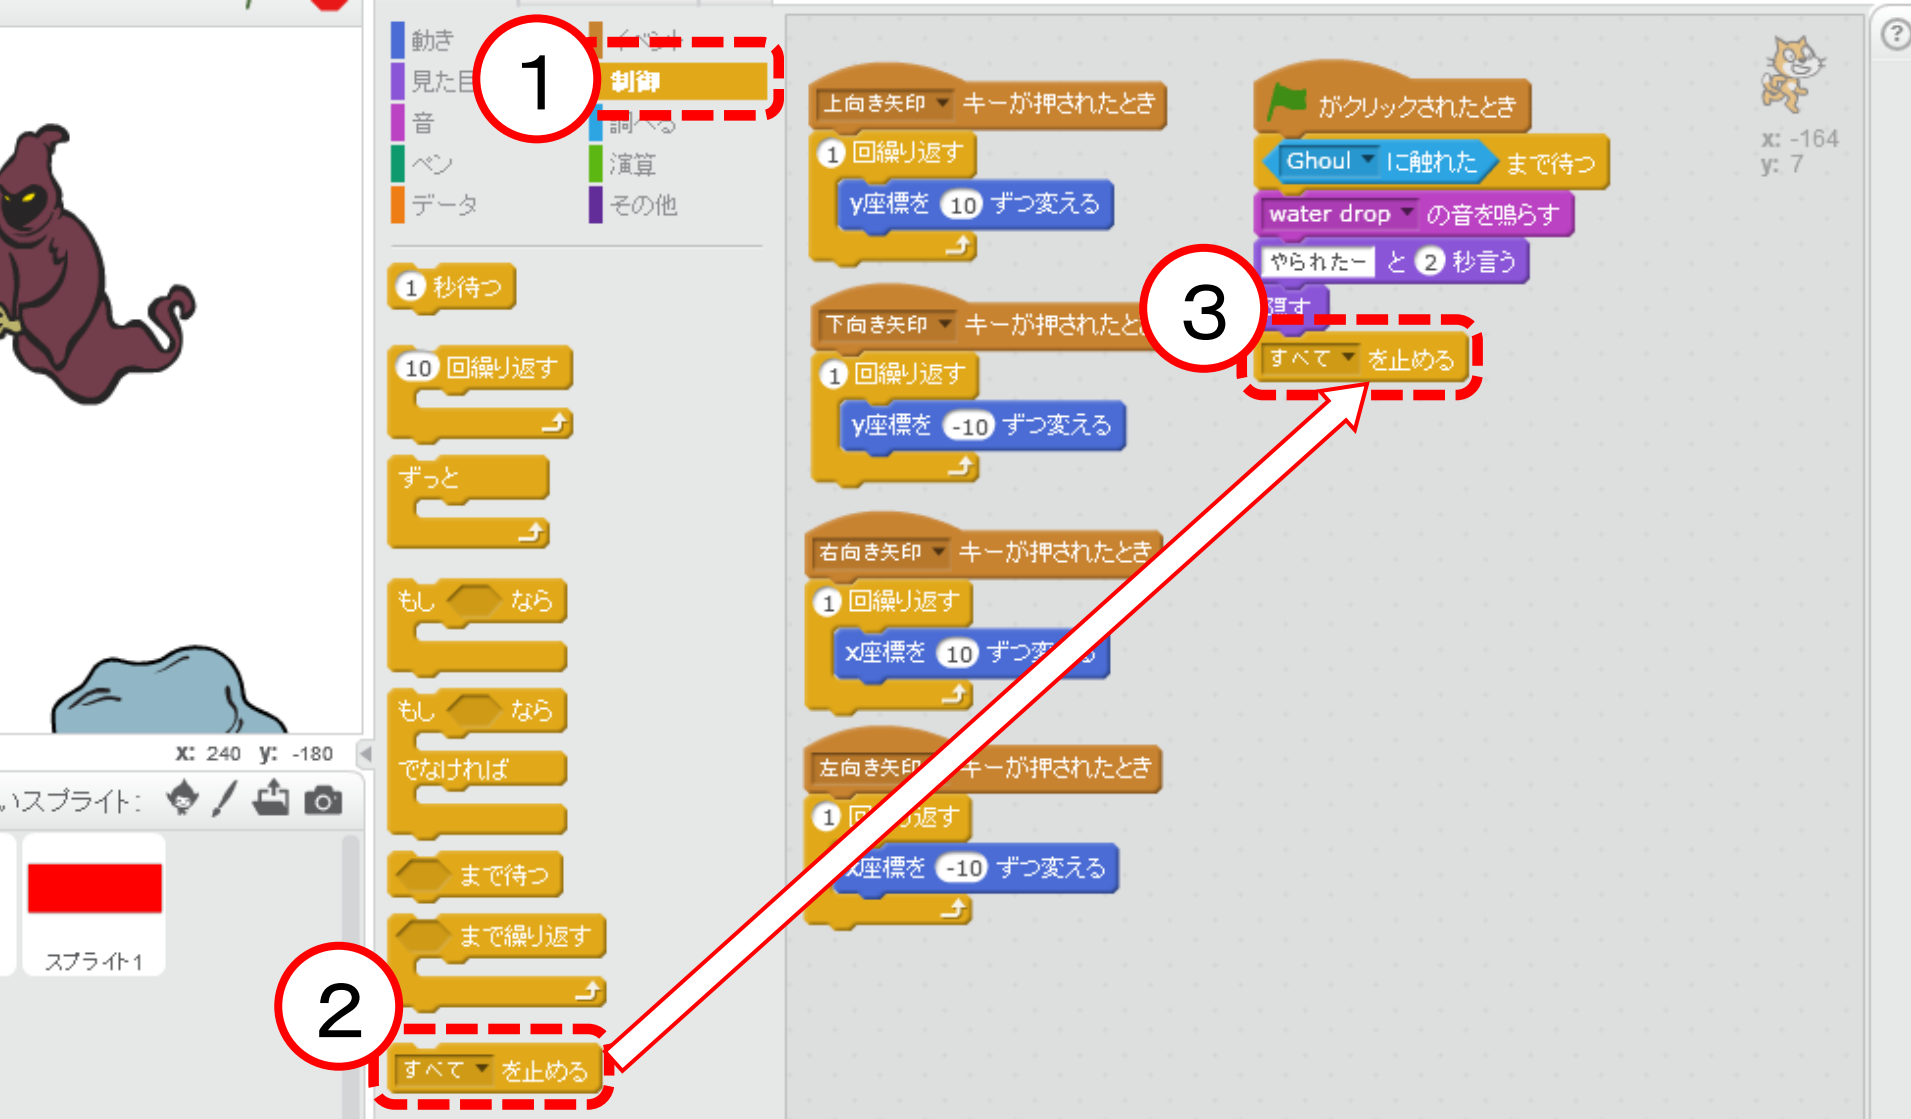 動き
イベント
見た目
制御
音
調べる
ペン
演算
データ
その他
1
1 秒待つ
10 回繰り返す
ずっと
もし なら
もし なら
でなければ
まで待つ
まで繰り返す
2
すべて を止める
上向き矢印 キーが押されたとき
1 回繰り返す
y座標を 10 ずつ変える
下向き矢印 キーが押されたとき
1 回繰り返す
y座標を -10 ずつ変える
右向き矢印 キーが押されたとき
1 回繰り返す
x座標を 10 ずつ変える
左向き矢印 キーが押されたとき
1 回繰り返す
x座標を -10 ずつ変える
がクリックされたとき
Ghoul に触れた まで待つ
water drop の音を鳴らす
やられたー と 2 秒言う
隠す
3
すべて を止める
x: -164
y: 7
?
x: 240 y: -180
いスプライト:
スプライト1